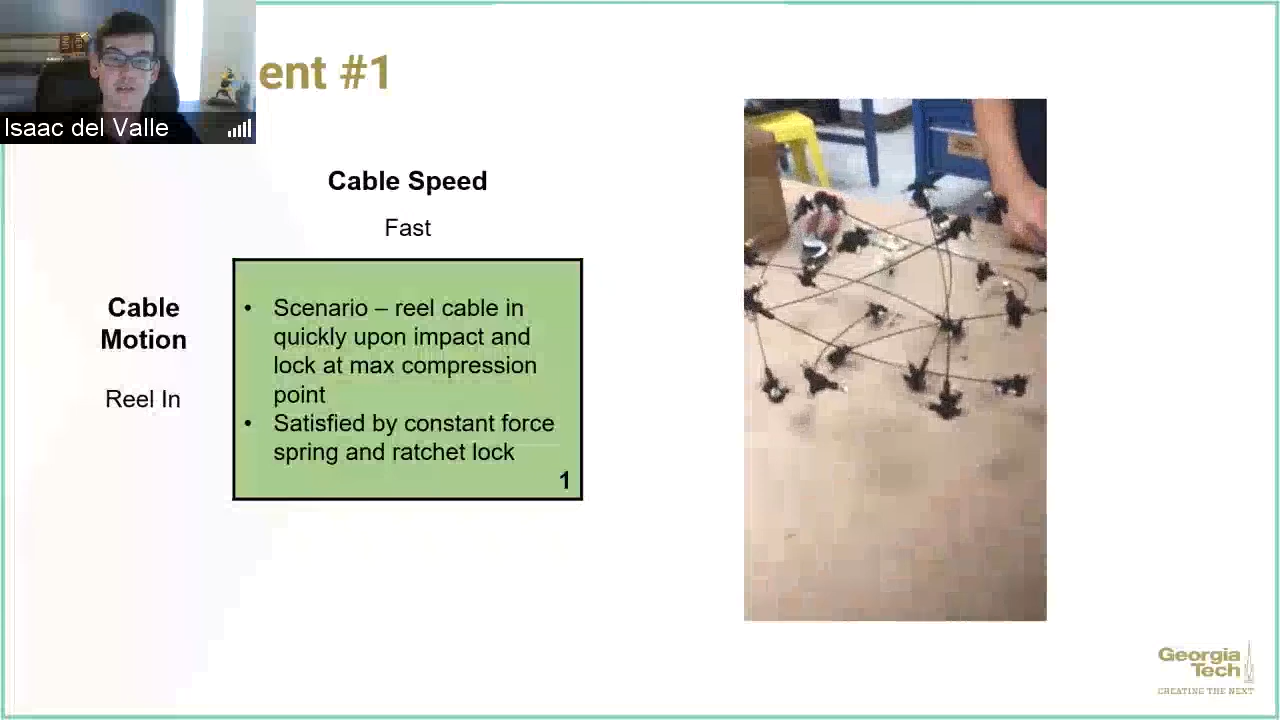 ent #1
Isaac del Valle
Cable Speed
Fast
Cable
Motion
Reel In
• Scenario – reel cable in
quickly upon impact and
lock at max compression
point
• Satisfied by constant force
spring and ratchet lock
1
Georgia
Tech
CREATING THE NEXT